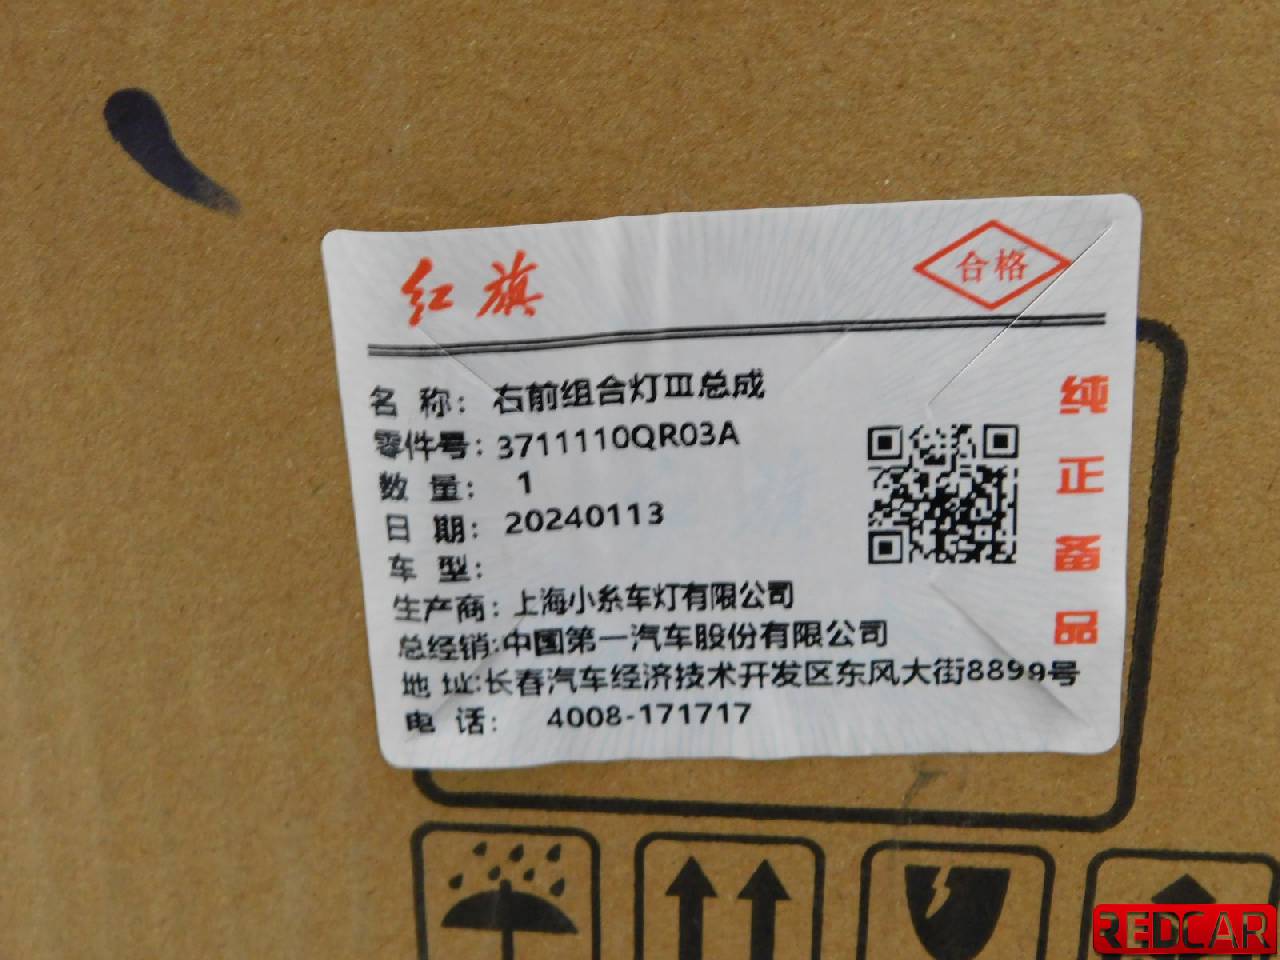 红旗
合格
名 称： 右前组合灯Ⅲ总成
零件号：3711110QR03A
数 量： 1
日 期： 20240113
车 型：
生产商：上海小糸车灯有限公司
总经销:中国第一汽车股份有限公司
地 址:长春汽车经济技术开发区东风大街8899号
电 话： 4008-171717
纯正备品
REDCAR